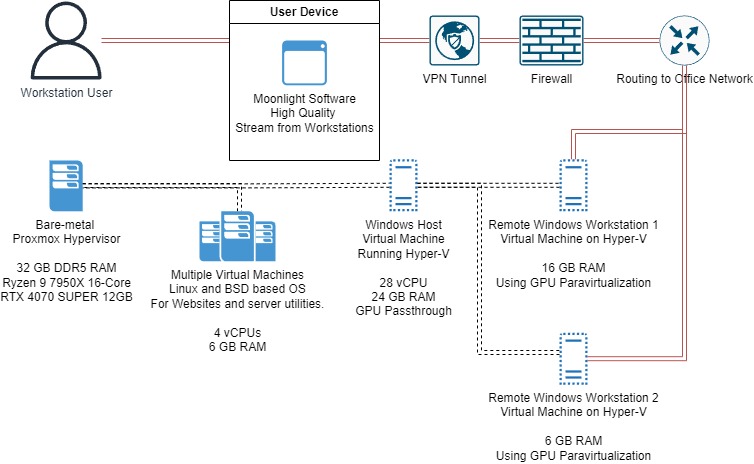 User Device
Workstation User
Moonlight Software
High Quality
Stream from Workstations
VPN Tunnel
Firewall
Routing to Office Network
Bare-metal
Proxmox Hypervisor
32 GB DDR5 RAM
Ryzen 9 7950X 16-Core
RTX 4070 SUPER 12GB
Multiple Virtual Machines
Linux and BSD based OS
For Websites and server utilities.
4 vCPUs
6 GB RAM
Windows Host
Virtual Machine
Running Hyper-V
28 vCPU
24 GB RAM
GPU Passthrough
Remote Windows Workstation 1
Virtual Machine on Hyper-V
16 GB RAM
Using GPU Paravirtualization
Remote Windows Workstation 2
Virtual Machine on Hyper-V
6 GB RAM
Using GPU Paravirtualization